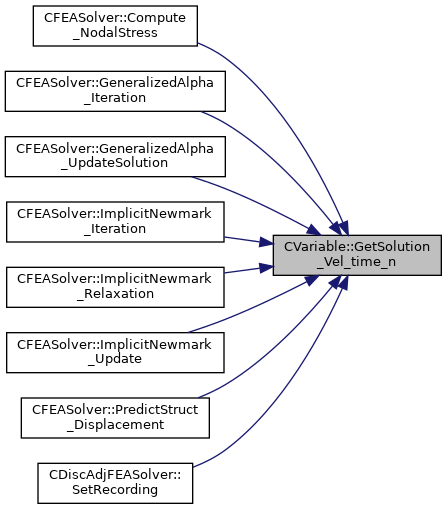 CFEASolver::Compute
_NodalStress
CFEASolver::GeneralizedAlpha
_Iteration
CFEASolver::GeneralizedAlpha
_UpdateSolution
CFEASolver::ImplicitNewmark
_Iteration
CVariable::GetSolution
_Vel_time_n
CFEASolver::ImplicitNewmark
_Relaxation
CFEASolver::ImplicitNewmark
_Update
CFEASolver::PredictStruct
_Displacement
CDiscAdjFEASolver::
SetRecording